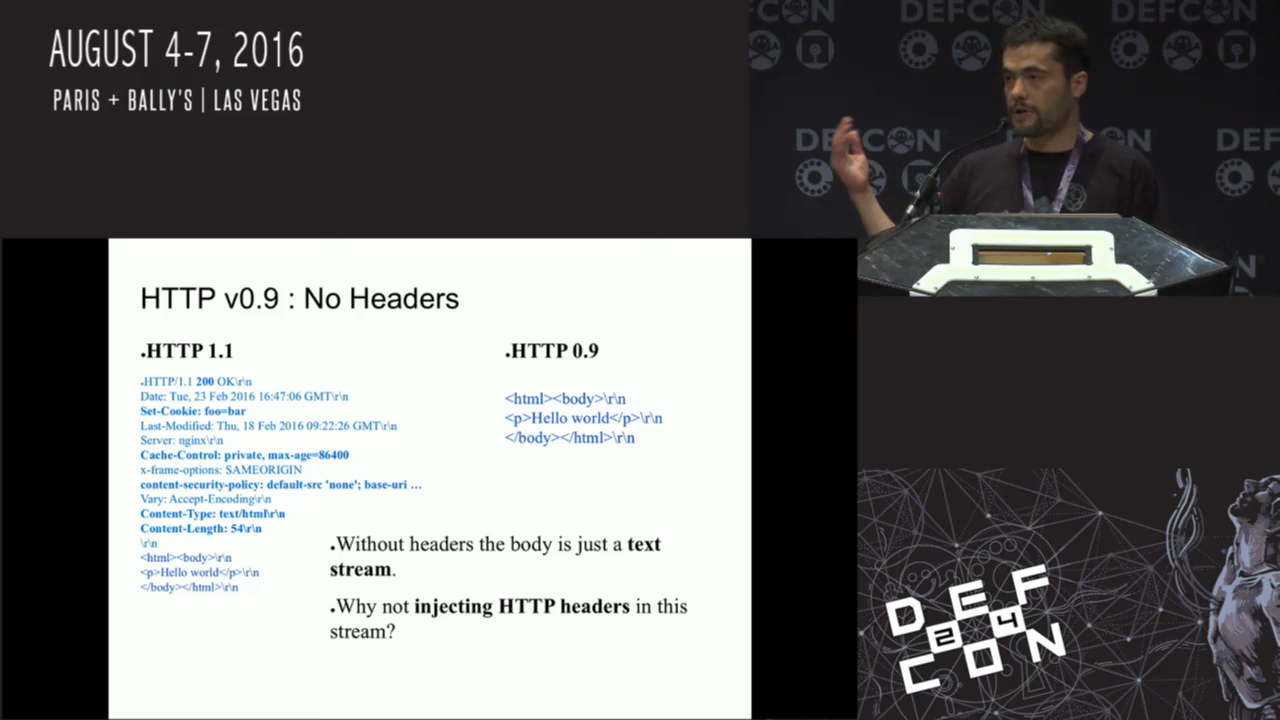 AUGUST 4-7, 2016
PARIS + BALLY'S | LAS VEGAS
DEFCON
DEFCON
DEFCON
DEFCON
HTTP v0.9 : No Headers
.HTTP 1.1
.HTTP/1.1 200 OK\r\n
Date: Tue, 23 Feb 2016 16:47:06 GMT\r\n
Set-Cookie: foo=bar
Last-Modified: Thu, 18 Feb 2016 09:22:26 GMT\r\n
Server: nginx\r\n
Cache-Control: private, max-age=86400
x-frame-options: SAMEORIGIN
content-security-policy: default-src 'none'; base-uri ...
Vary: Accept-Encoding\r\n
Content-Type: text/html\r\n
Content-Length: 54\r\n
\r\n
<html><body>\r\n
<p>Hello world</p>\r\n
</body></html>\r\n
.HTTP 0.9
<html><body>\r\n
<p>Hello world</p>\r\n
</body></html>\r\n
.Without headers the body is just a text
stream.
.Why not injecting HTTP headers in this
stream?
DEF
24
CON